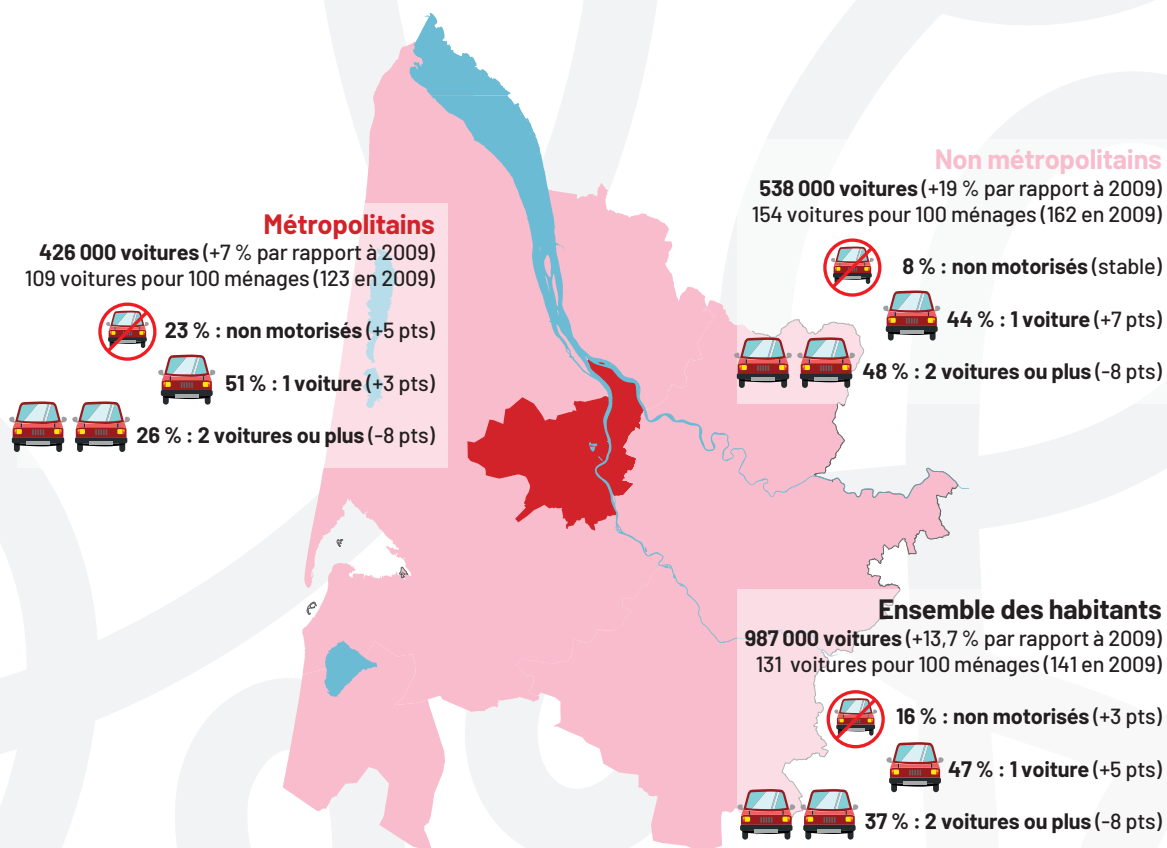 Métropolitains
426 000 voitures (+7 % par rapport à 2009)
109 voitures pour 100 ménages (123 en 2009)
23 % : non motorisés (+5 pts)
51 % : 1 voiture (+3 pts)
26 % : 2 voitures ou plus (-8 pts)
Non métropolitains
538 000 voitures (+19 % par rapport à 2009)
154 voitures pour 100 ménages (162 en 2009)
8 % : non motorisés (stable)
44 % : 1 voiture (+7 pts)
48 % : 2 voitures ou plus (-8 pts)
Ensemble des habitants
987 000 voitures (+13,7 % par rapport à 2009)
131 voitures pour 100 ménages (141 en 2009)
16 % : non motorisés (+3 pts)
47 % : 1 voiture (+5 pts)
37 % : 2 voitures ou plus (-8 pts)